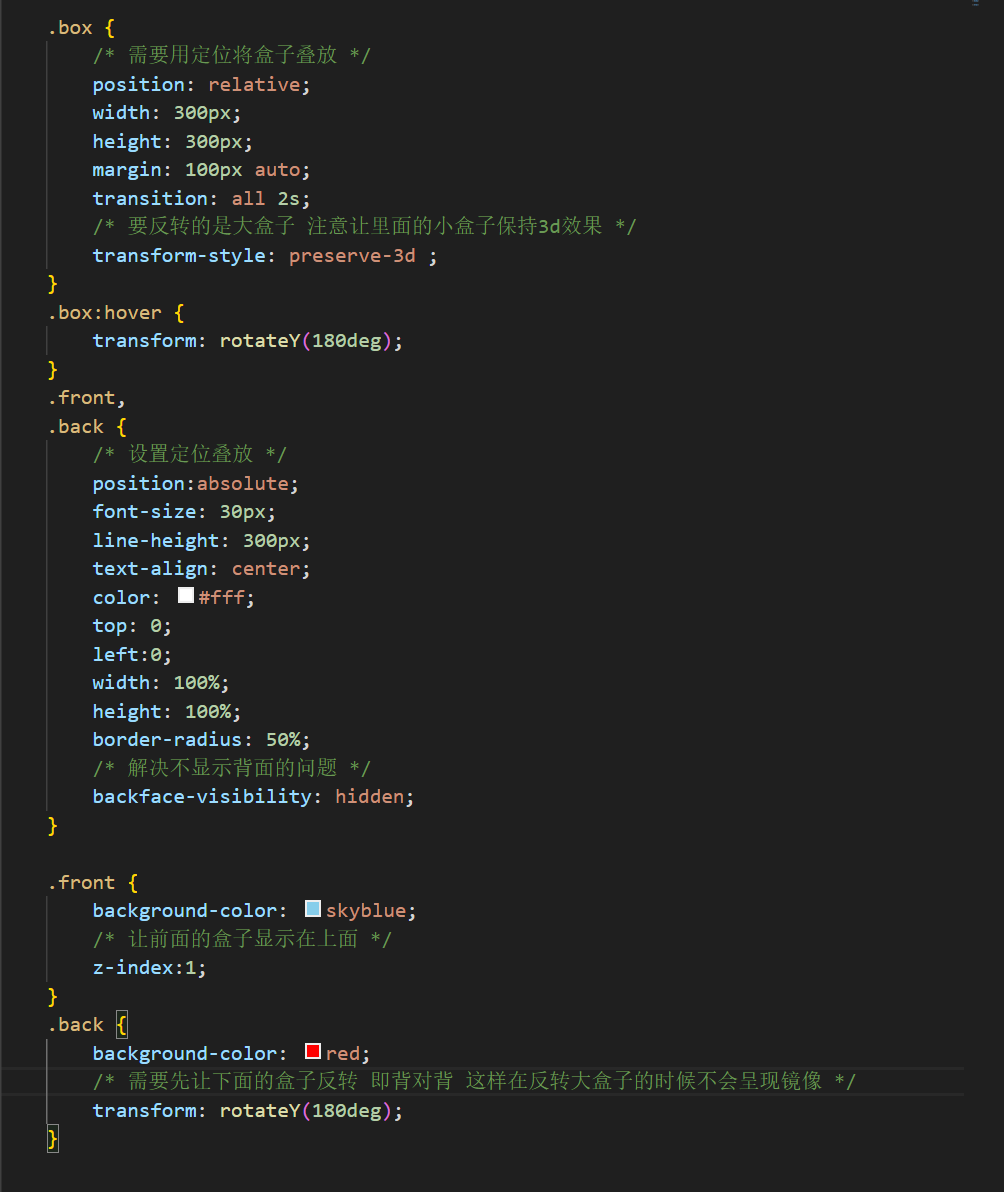 .box {
/* 需要用定位将盒子叠放 */
position: relative;
width: 300px;
height: 300px;
margin: 100px auto;
transition: all 2s;
/* 要反转的是大盒子 注意让里面的小盒子保持3d效果 */
transform-style: preserve-3d ;
}
.box:hover {
transform: rotateY(180deg);
}
.front,
.back {
/* 设置定位叠放 */
position:absolute;
font-size: 30px;
line-height: 300px;
text-align: center;
color: #fff;
top: 0;
left:0;
width: 100%;
height: 100%;
border-radius: 50%;
/* 解决不显示背面的问题 */
backface-visibility: hidden;
}
.front {
background-color: skyblue;
/* 让前面的盒子显示在上面 */
z-index:1;
}
.back {
background-color: red;
/* 需要先让下面的盒子反转 即背对背 这样在反转大盒子的时候不会呈现镜像 */
transform: rotateY(180deg);
}